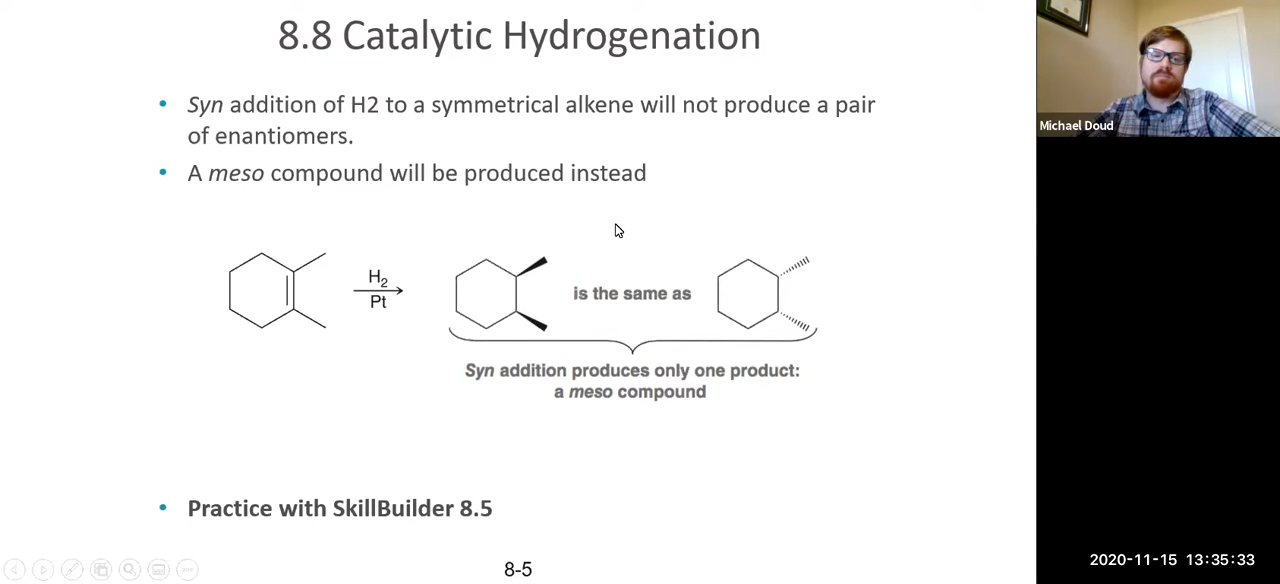 8.8 Catalytic Hydrogenation
• Syn addition of H2 to a symmetrical alkene will not produce a pair
of enantiomers.
• A meso compound will be produced instead
H₂
Pt
is the same as
Syn addition produces only one product:
a meso compound
• Practice with SkillBuilder 8.5
8-5
Michael Doud
2020-11-15 13:35:33